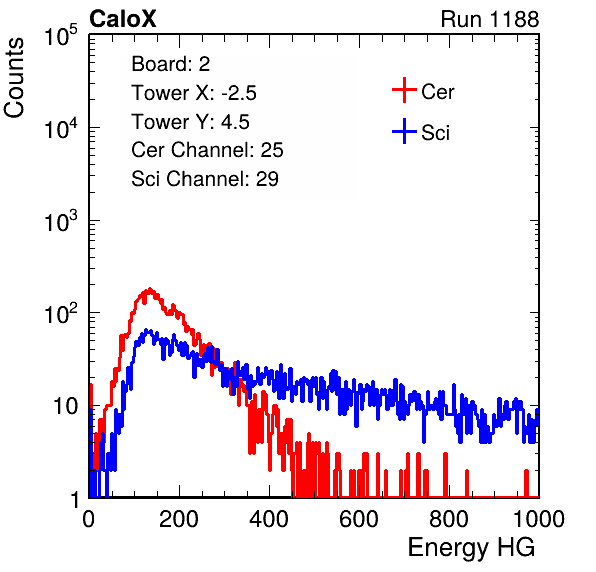 CaloX Run 1188
Counts
10^5
10^4
10^3
10^2
10
1
Board: 2
Tower X: -2.5
Tower Y: 4.5
Cer Channel: 25
Sci Channel: 29
Cer
Sci
0 200 400 600 800 1000
Energy HG